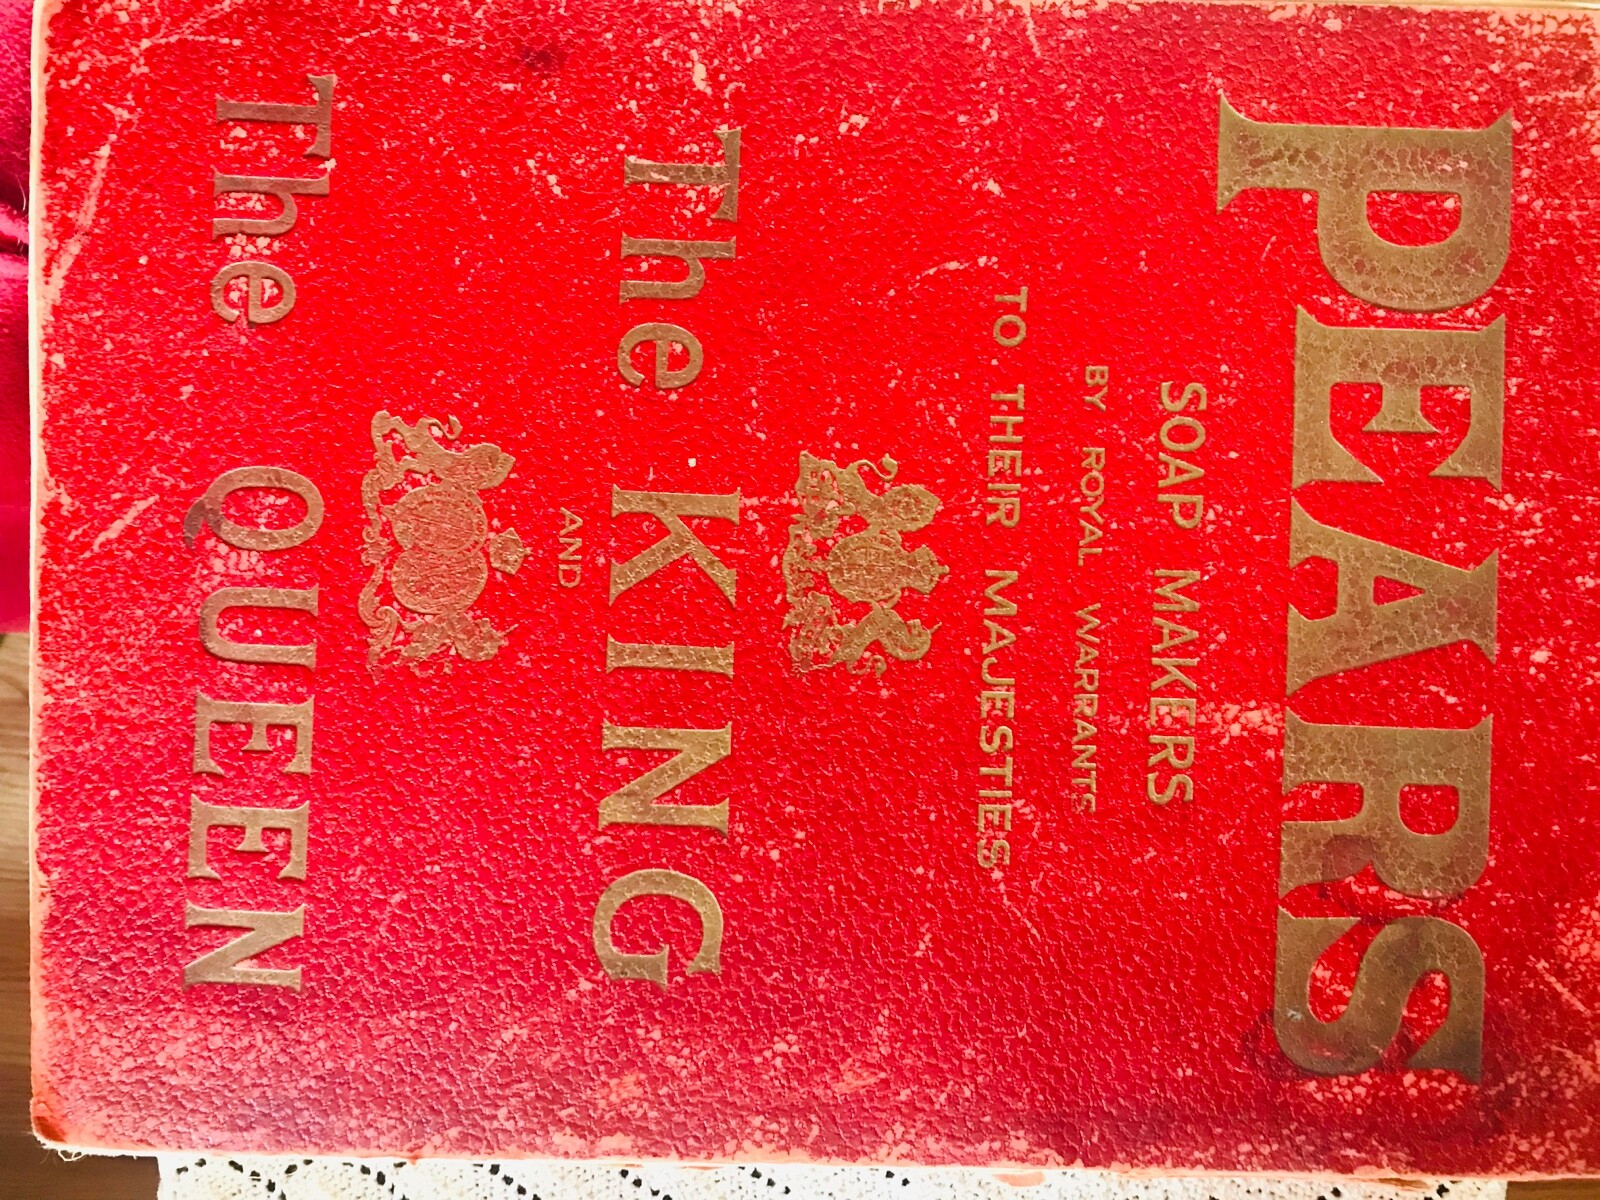 PEARS
SOAP MAKERS
BY ROYAL WARRANTS
TO THEIR MAJESTIES
The KING
AND
The QUEEN